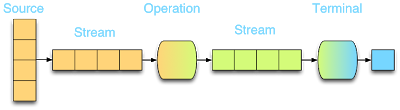 Source
Operation
Terminal
Stream
Stream